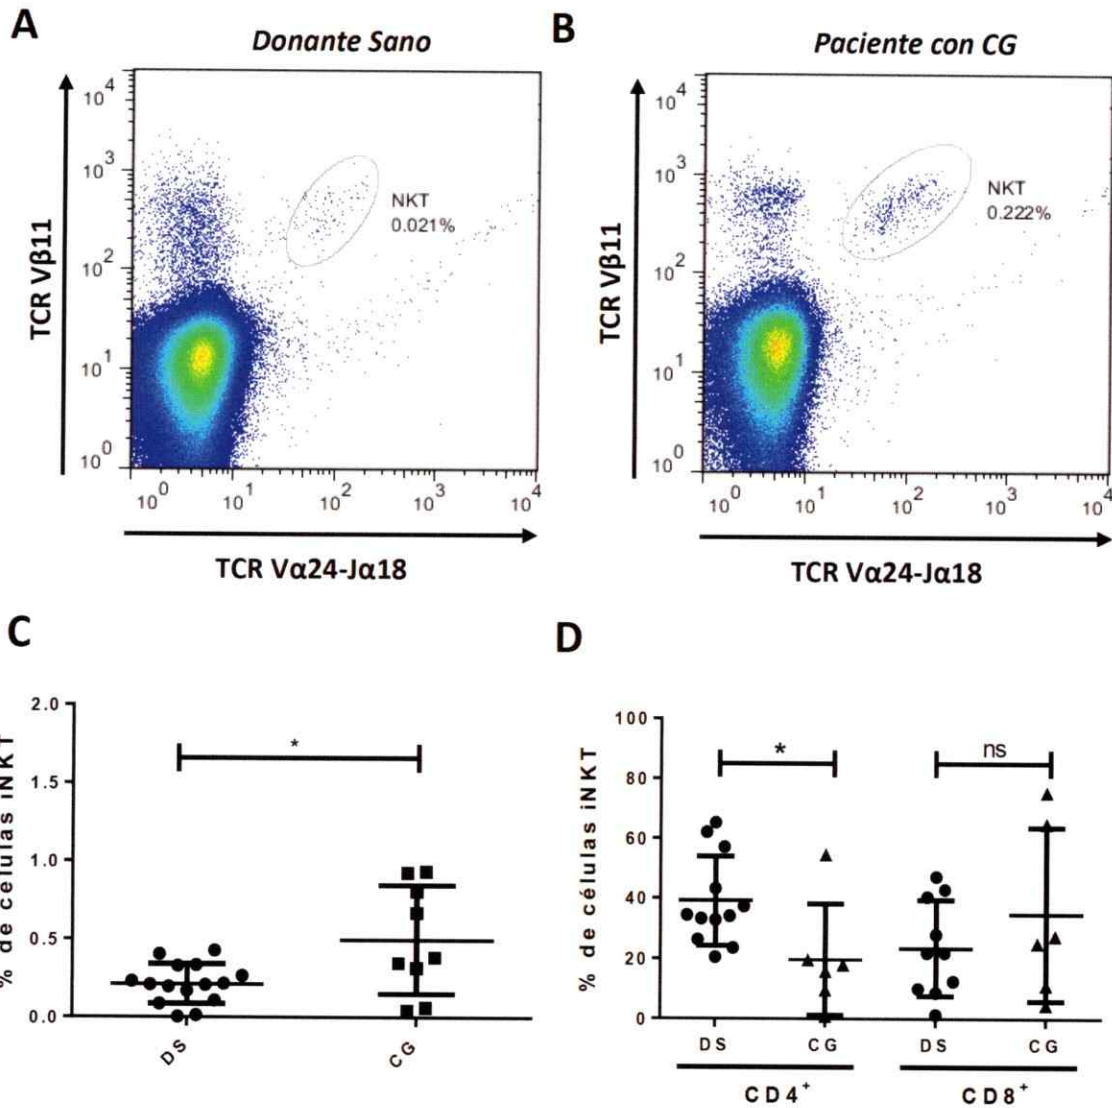 A
Donante Sano
10^4
10^3
10^2
10^1
10^0
TCR Vβ11
NKT
0.021%
10^0 10^1 10^2 10^3 10^4
TCR Vα24-Jα18
B
Paciente con CG
10^4
10^3
10^2
10^1
10^0
TCR Vβ11
NKT
0.222%
10^0 10^1 10^2 10^3 10^4
TCR Vα24-Jα18
C
2.0
1.5
1.0
0.5
0.0
% de células iNKT
*
DS CG
D
100
80
60
40
20
0
% de células iNKT
* ns
DS CG DS CG
CD4+ CD8+